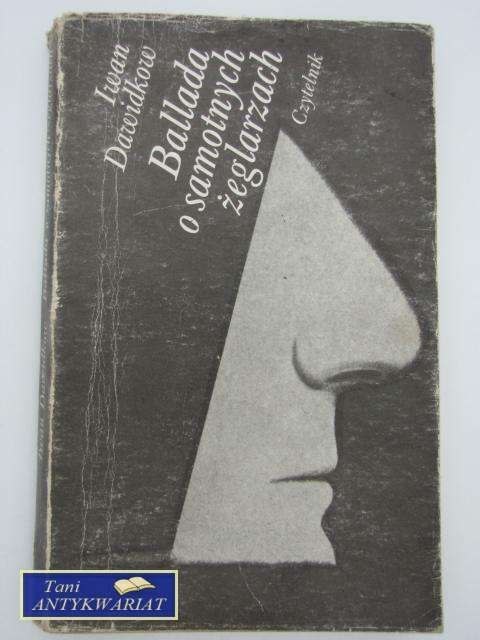 Iwan
Dawidkow
Ballada
o samotnych
żeglarzach
Czytelnik
Tani
ANTYKWARIAT